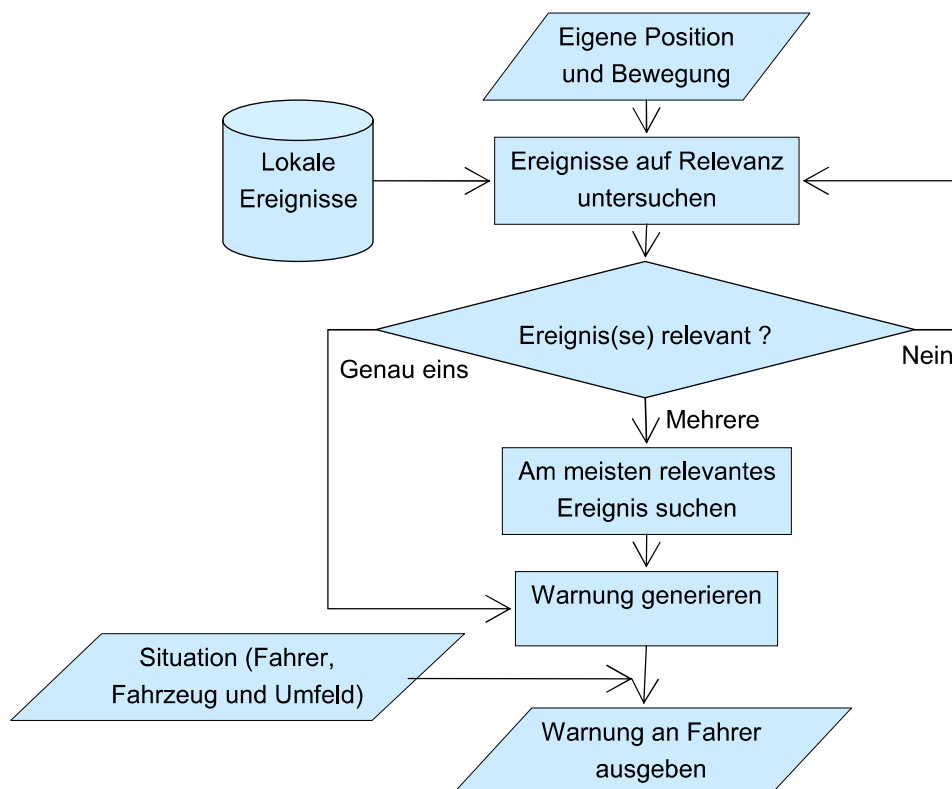 Eigene Position
und Bewegung
Lokale
Ereignisse
Ereignisse auf Relevanz
untersuchen
Ereignis(se) relevant ?
Genau eins
Nein
Mehrere
Am meisten relevantes
Ereignis suchen
Warnung generieren
Situation (Fahrer,
Fahrzeug und Umfeld)
Warnung an Fahrer
ausgeben